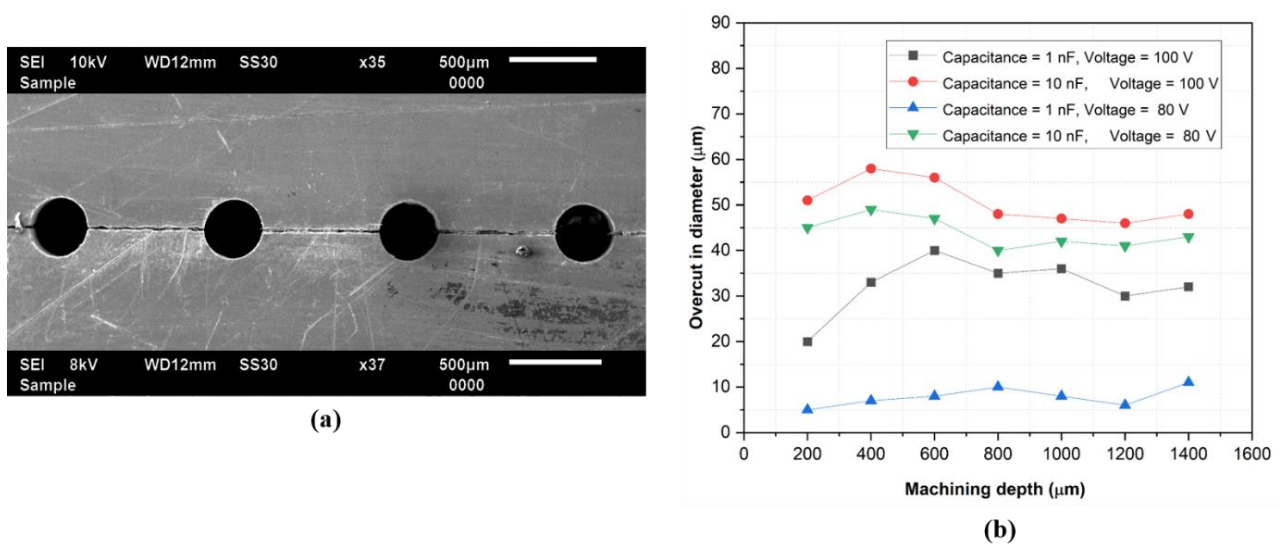 SEI 10kV WD12mm SS30 x35 500μm
Sample 0000
SEI 8kV WD12mm SS30 x37 500μm
Sample 0000
(a)
90
80
70
60
50
40
30
20
10
0
Overcut in diameter (μm)
Capacitance = 1 nF, Voltage = 100 V
Capacitance = 10 nF, Voltage = 100 V
Capacitance = 1 nF, Voltage = 80 V
Capacitance = 10 nF, Voltage = 80 V
0 200 400 600 800 1000 1200 1400 1600
Machining depth (μm)
(b)